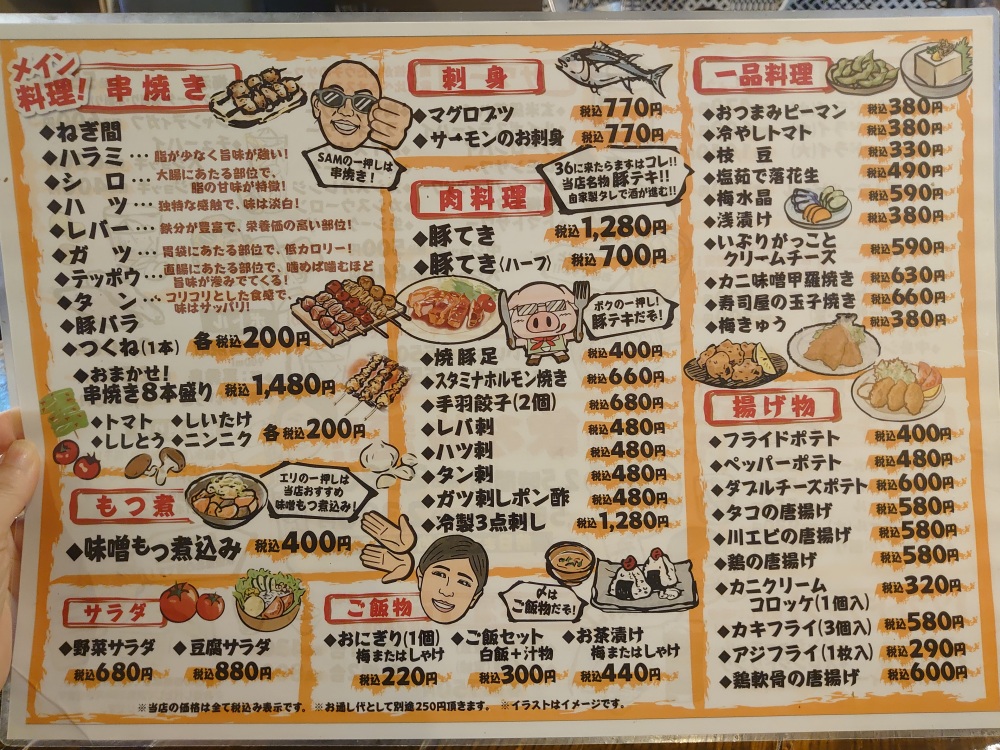 メイン料理!
串焼き
SAMの一押しは
串焼き!
◆ねぎ間
◆ハラミ… 脂が少なく旨味が強い!
◆シロ… 大腸にあたる部位で、
脂の甘味が特徴!
◆ハツ… 独特な感触で、味は淡白!
◆レバー… 鉄分が豊富で、栄養価の高い部位!
◆ガツ… 胃袋にあたる部位で、低カロリー!
◆テッポウ… 直腸にあたる部位で、噛めば噛むほど
旨味が滲みでてくる!
◆タン… コリコリとした食感で、
味はサッパリ!
◆豚バラ
◆つくね(1本) 各税込200円
◆おまかせ!
串焼き8本盛り 税込1,480円
◆トマト ◆しいたけ
◆ししとう ◆ニンニク 各税込200円
もつ煮
エリの一押しは
当店おすすめ
味噌もつ煮込み!
◆味噌もつ煮込み 税込400円
サラダ
◆野菜サラダ ◆豆腐サラダ
税込680円 税込880円
刺身
◆マグロブツ 税込770円
◆サーモンのお刺身 税込770円
肉料理
36に来たらまずはコレ!!
当店名物 豚テキ!!
自家製タレで酒が進む!!
◆豚てき 税込1,280円
◆豚てき(ハーフ) 税込700円
ボクの一押し!
豚テキだぞ!
◆焼豚足 税込400円
◆スタミナホルモン焼き 税込660円
◆手羽餃子(2個) 税込680円
◆レバ刺 税込480円
◆ハツ刺 税込480円
◆タン刺 税込480円
◆ガツ刺しポン酢 税込480円
◆冷製3点刺し 税込1,280円
ご飯物
〆は
ご飯物だぞ!
◆おにぎり(1個) ◆ご飯セット ◆お茶漬け
梅またはしゃけ 白飯+汁物 梅またはしゃけ
税込220円 税込300円 税込440円
一品料理
◆おつまみピーマン 税込380円
◆冷やしトマト 税込380円
◆枝豆 税込330円
◆塩茹で落花生 税込490円
◆梅水晶 税込590円
◆浅漬け 税込380円
◆いぶりがっこと
クリームチーズ 税込590円
◆カニ味噌甲羅焼き 税込630円
◆寿司屋の玉子焼き 税込660円
◆梅きゅう 税込380円
揚げ物
◆フライドポテト 税込400円
◆ペッパーポテト 税込480円
◆ダブルチーズポテト 税込600円
◆タコの唐揚げ 税込580円
◆川エビの唐揚げ 税込580円
◆鶏の唐揚げ 税込580円
◆カニクリーム
コロッケ(1個入) 税込320円
◆カキフライ(3個入) 税込580円
◆アジフライ(1枚入) 税込290円
◆鶏軟骨の唐揚げ 税込600円
※当店の価格は全て税込み表示です。 ※お通し代として別途250円頂きます。 ※イラストはイメージです。